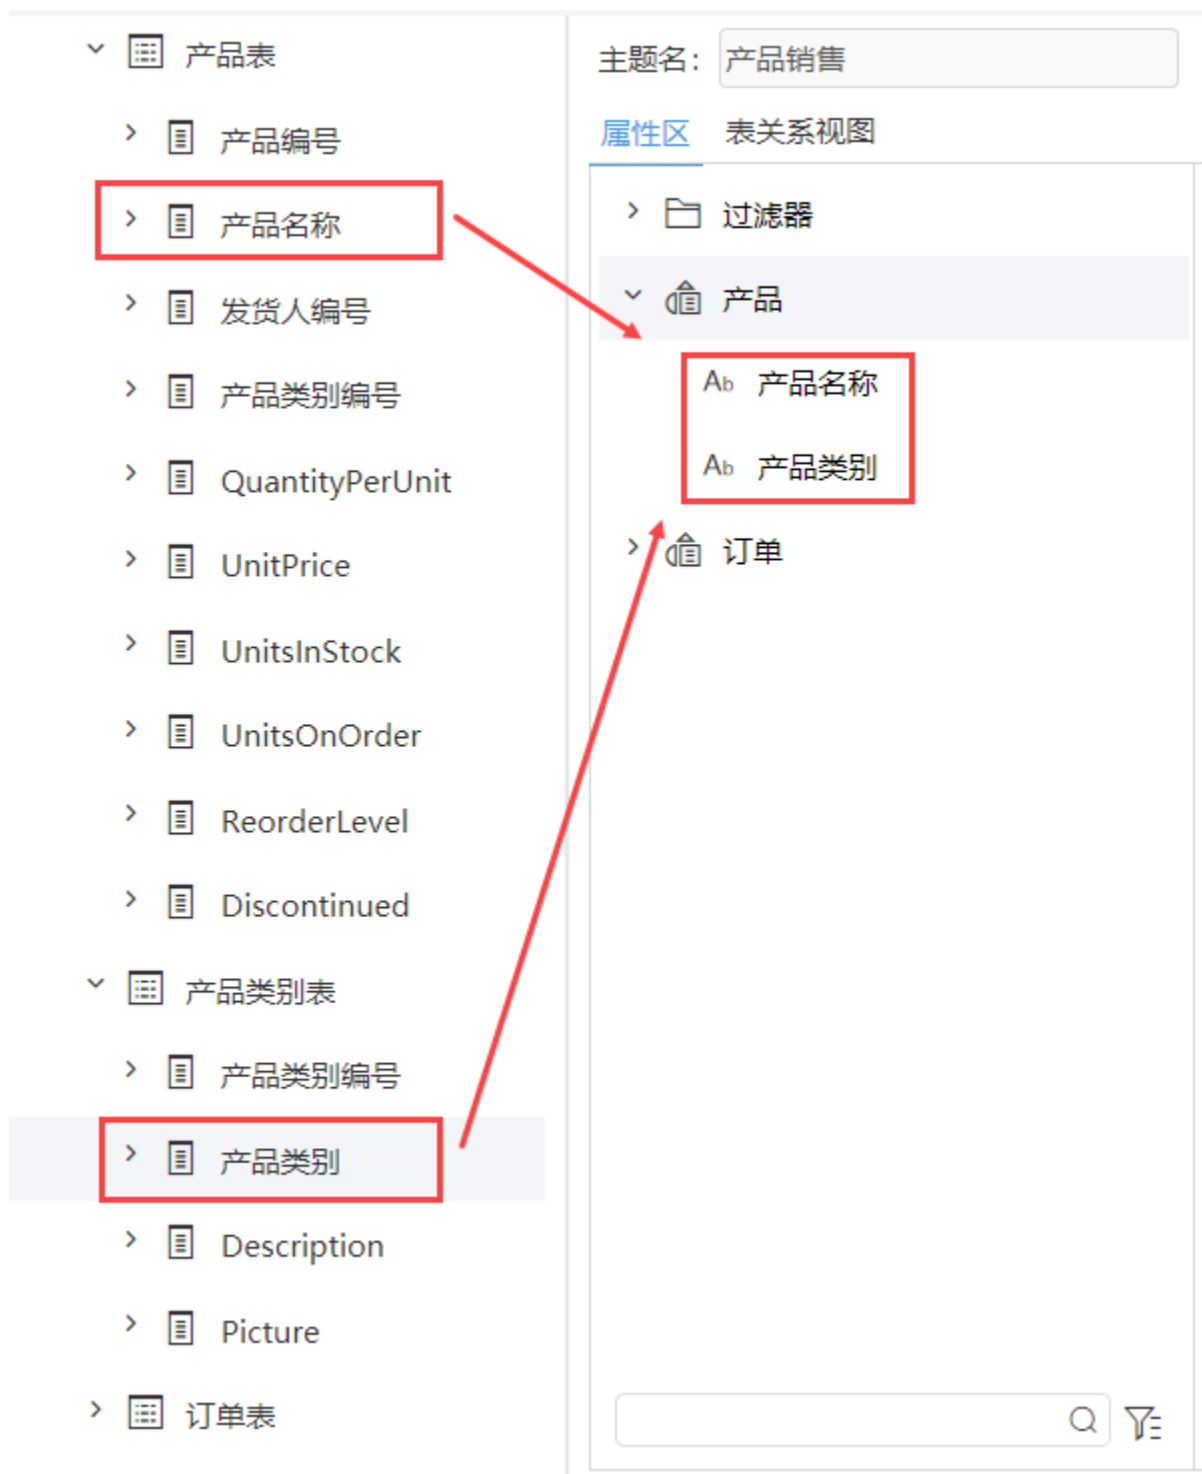 产品表
产品编号
产品名称
发货人编号
产品类别编号
QuantityPerUnit
UnitPrice
UnitsInStock
UnitsOnOrder
ReorderLevel
Discontinued
产品类别表
产品类别编号
产品类别
Description
Picture
订单表
主题名： 产品销售
属性区 表关系视图
过滤器
产品
Ab 产品名称
Ab 产品类别
订单